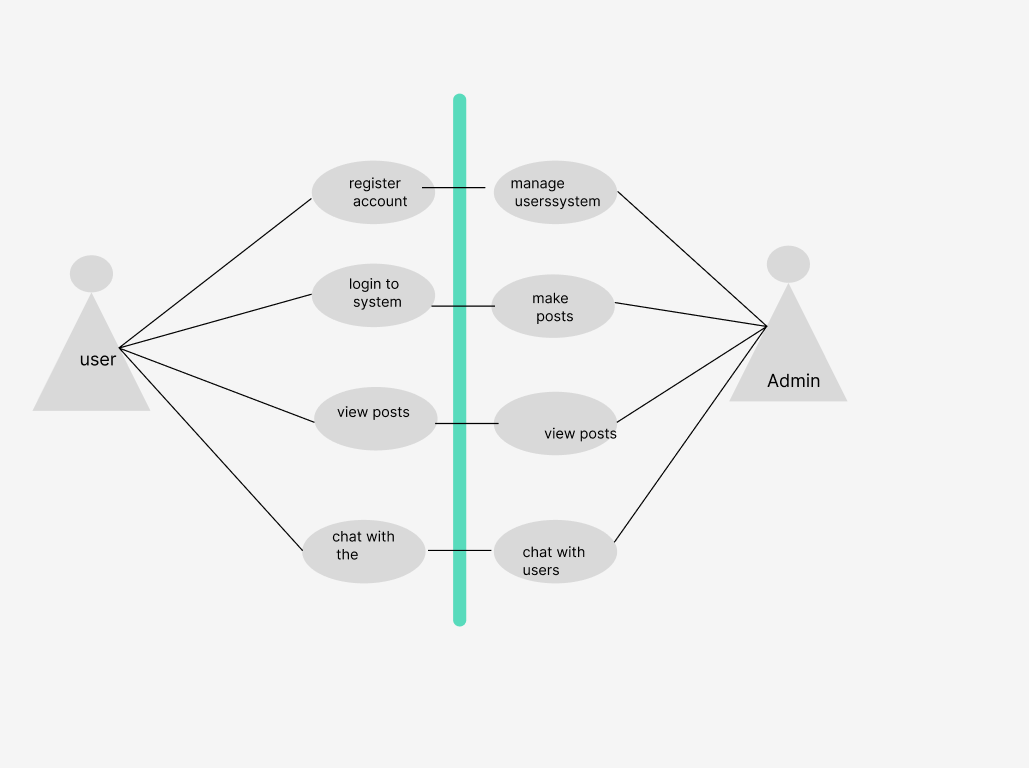 register
account
manage
userssystem
login to
system
make
posts
user
Admin
view posts
view posts
chat with
the
chat with
users